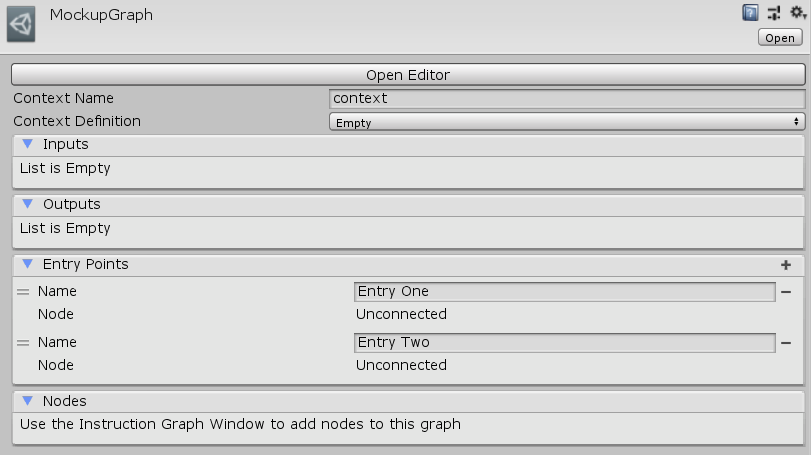 MockupGraph
Open
Open Editor
Context Name context
Context Definition Empty
Inputs
List is Empty
Outputs
List is Empty
Entry Points
Name Entry One
Node Unconnected
Name Entry Two
Node Unconnected
Nodes
Use the Instruction Graph Window to add nodes to this graph